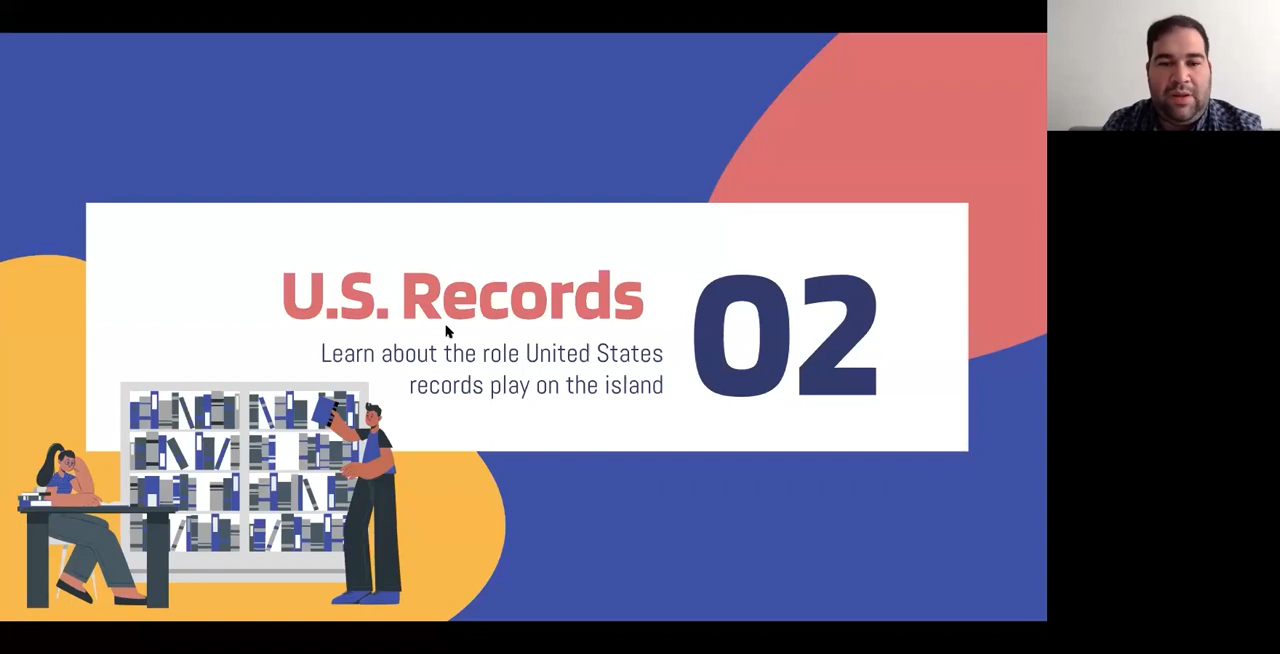 U.S. Records
02
Learn about the role United States
records play on the island